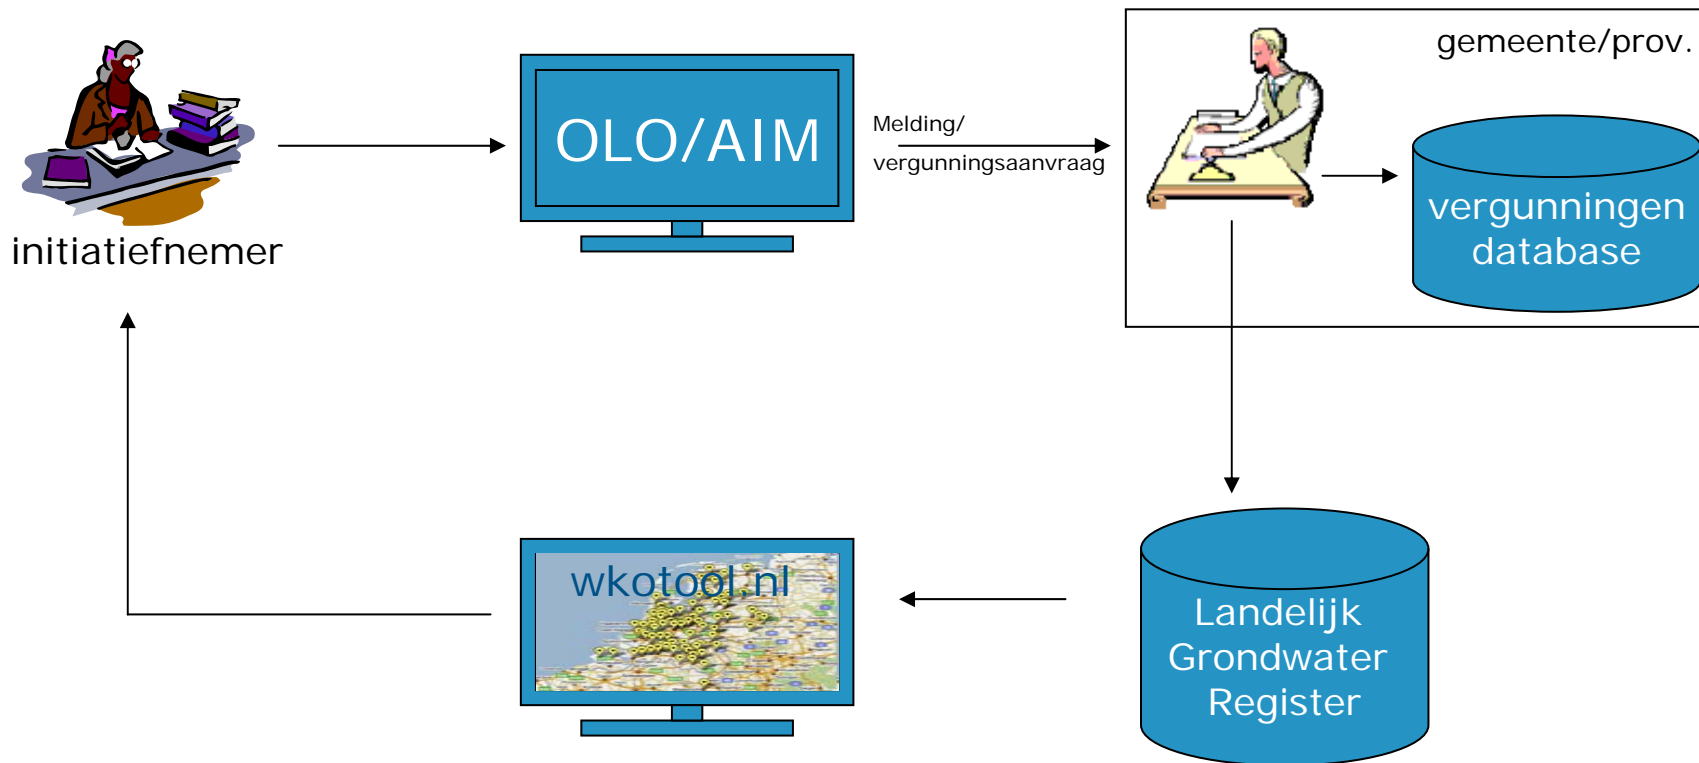 initiatiefnemer
OLO/AIM
Melding/
vergunningsaanvraag
gemeente/prov.
vergunningen
database
wkotool.nl
Landelijk
Grondwater
Register